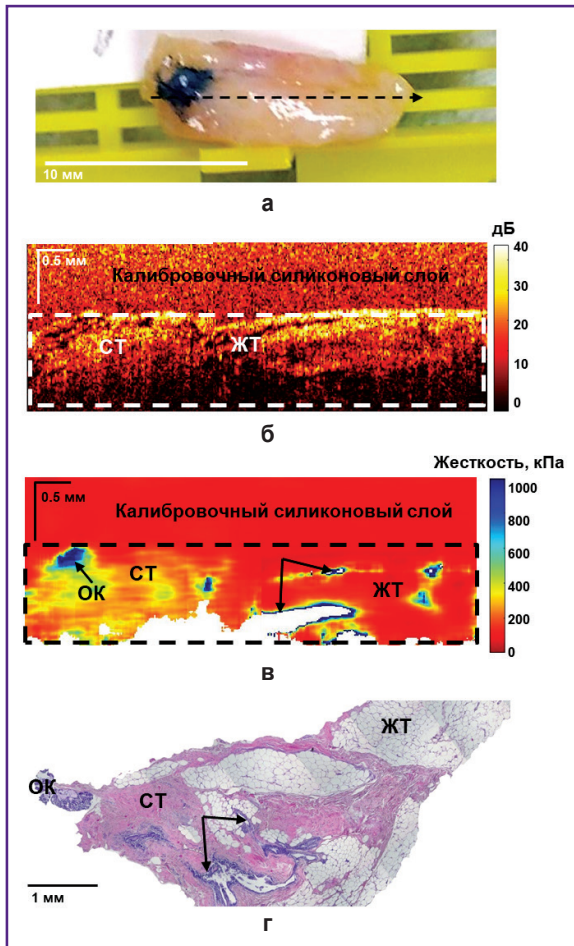 10 мм
а
дБ
0.5 мм
Калибровочный силиконовый слой
40
30
20
10
0
СТ
ЖТ
б
Жесткость, кПа
0.5 мм
Калибровочный силиконовый слой
1000
800
600
400
200
0
ОК
СТ
ЖТ
в
ОК
СТ
ЖТ
1 мм
г